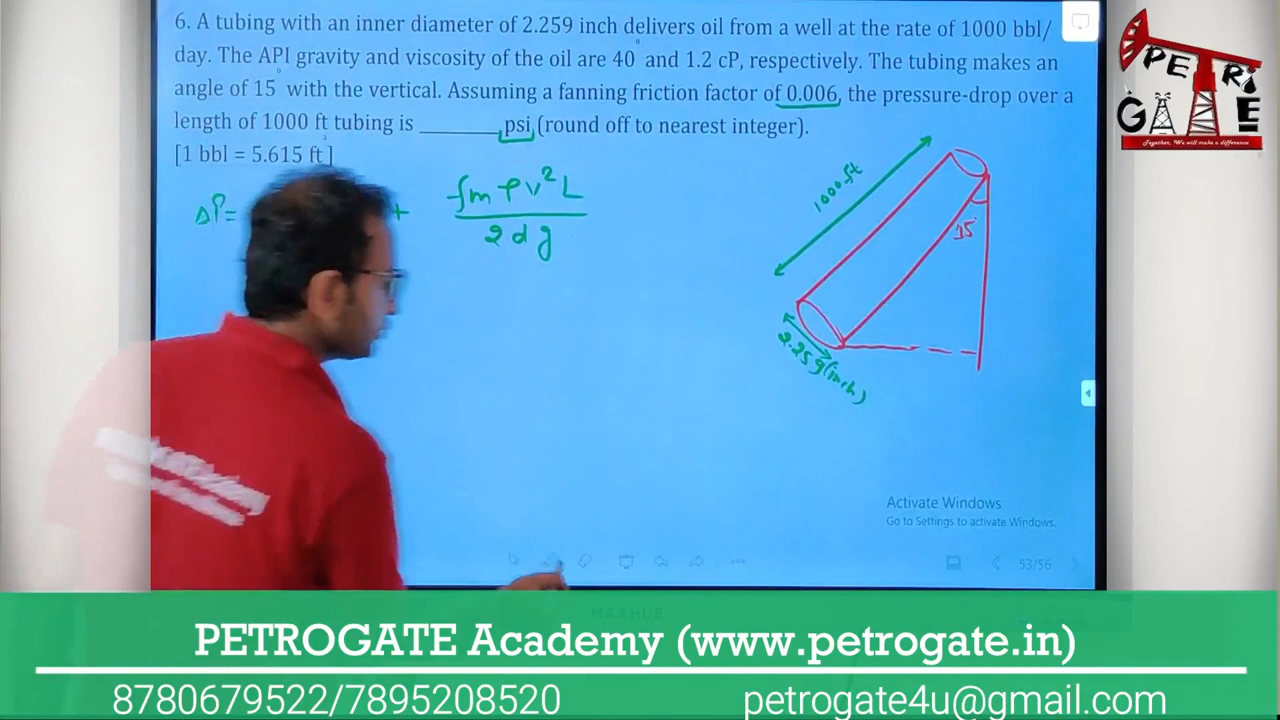 6. A tubing with an inner diameter of 2.259 inch delivers oil from a well at the rate of 1000 bbl/
day. The API gravity and viscosity of the oil are 40° and 1.2 cP, respectively. The tubing makes an
angle of 15° with the vertical. Assuming a fanning friction factor of 0.006, the pressure-drop over a
length of 1000 ft tubing is ________ psi (round off to nearest integer).
[1 bbl = 5.615 ft³]
ΔP= + fm ρ v² L
2 d g
1000 ft
15°
2.259 (inch)
PETRO
GATE
Together, We will make a difference
Activate Windows
Go to Settings to activate Windows.
53/56
MAXHUB
PETROGATE Academy (www.petrogate.in)
8780679522/7895208520 petrogate4u@gmail.com